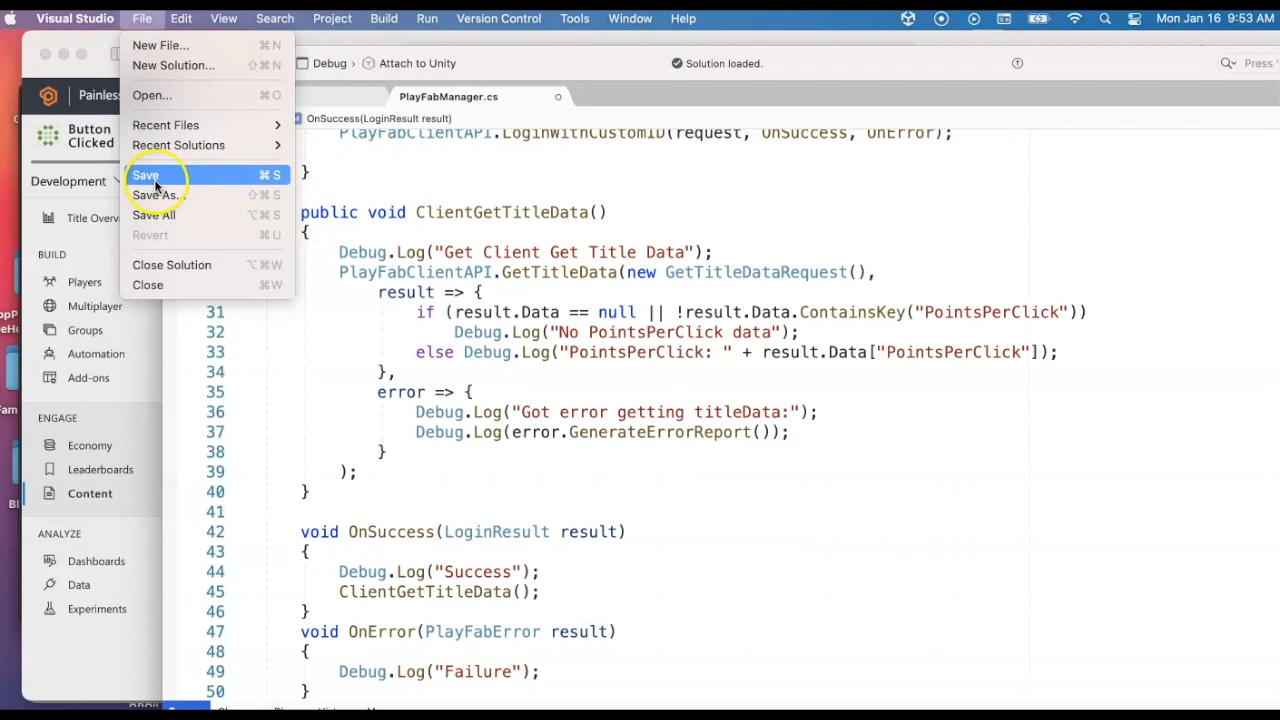 Visual Studio File Edit View Search Project Build Run Version Control Tools Window Help Mon Jan 16 9:53 AM
New File... ⌘N
New Solution... ⇧⌘N
Open... ⌘O
Recent Files
Recent Solutions
Save ⌘S
Save As... ⇧⌘S
Save All ⌥⌘S
Revert ⌘U
Close Solution ⌥⌘W
Close ⌘W
Debug › Attach to Unity Solution loaded. Press
PlayFabManager.cs
OnSuccess(LoginResult result)
Button
Clicked
Development
BUILD
Players
Multiplayer
Groups
Automation
Add-ons
ENGAGE
Economy
Leaderboards
Content
ANALYZE
Dashboards
Data
Experiments
PlayFabClientAPI.LoginWithCustomID(request, OnSuccess, OnError);
}
public void ClientGetTitleData()
{
Debug.Log("Get Client Get Title Data");
PlayFabClientAPI.GetTitleData(new GetTitleDataRequest(),
result => {
31 if (result.Data == null || !result.Data.ContainsKey("PointsPerClick"))
32 Debug.Log("No PointsPerClick data");
33 else Debug.Log("PointsPerClick: " + result.Data["PointsPerClick"]);
34 },
35 error => {
36 Debug.Log("Got error getting titleData:");
37 Debug.Log(error.GenerateErrorReport());
38 }
39 );
40 }
41
42 void OnSuccess(LoginResult result)
43 {
44 Debug.Log("Success");
45 ClientGetTitleData();
46 }
47 void OnError(PlayFabError result)
48 {
49 Debug.Log("Failure");
50 }